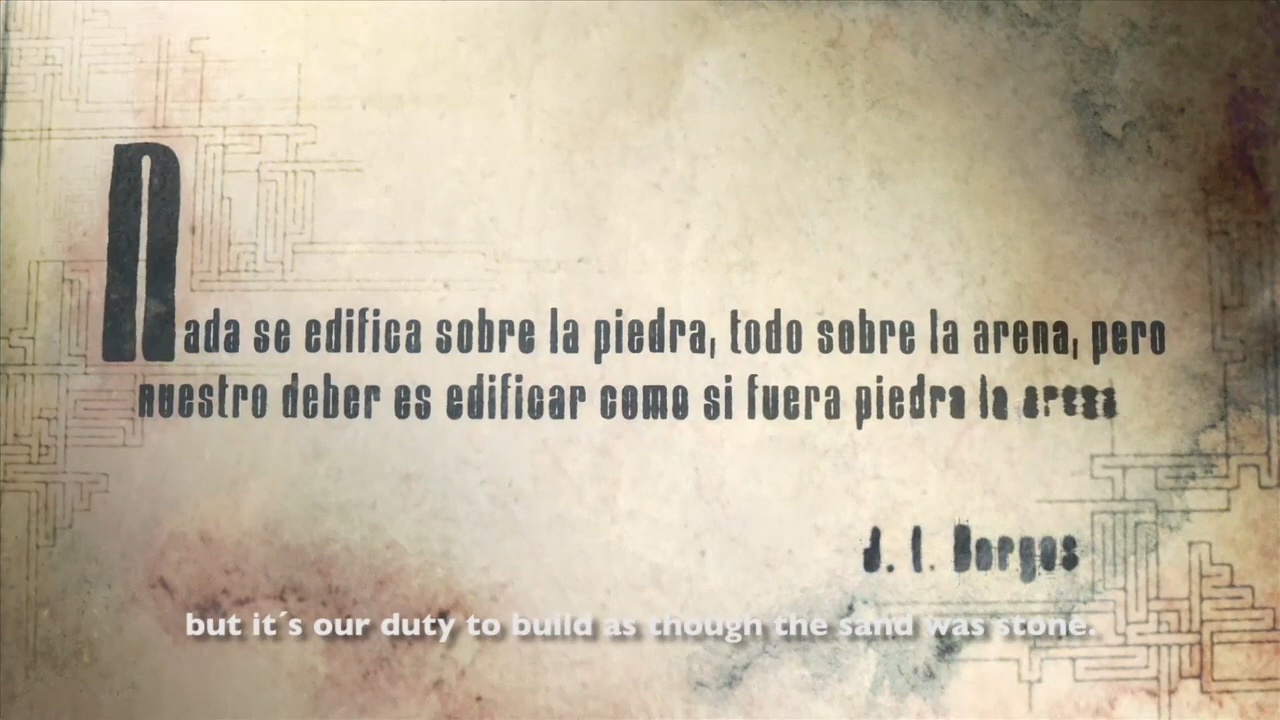 Nada se edifica sobre la piedra, todo sobre la arena, pero
nuestro deber es edificar como si fuera piedra la arena
J. L. Borges
but it´s our duty to build as though the sand was stone.